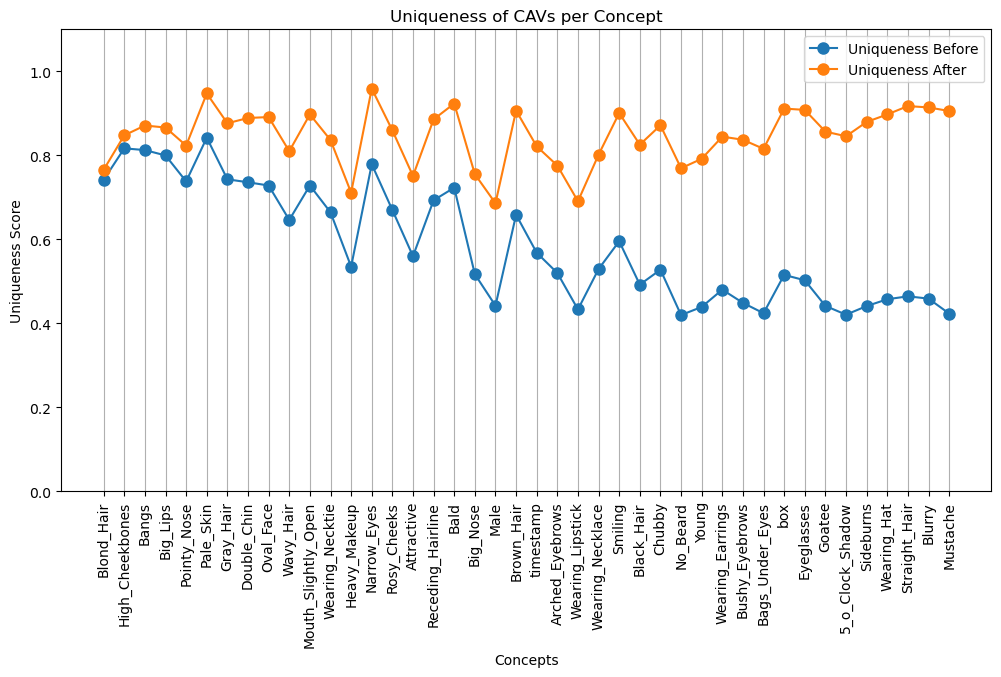 Uniqueness of CAVs per Concept
Uniqueness Before
Uniqueness After
Uniqueness Score
1.0
0.8
0.6
0.4
0.2
0.0
Blond_Hair
High_Cheekbones
Bangs
Big_Lips
Pointy_Nose
Pale_Skin
Gray_Hair
Double_Chin
Oval_Face
Wavy_Hair
Mouth_Slightly_Open
Wearing_Necktie
Heavy_Makeup
Narrow_Eyes
Rosy_Cheeks
Attractive
Receding_Hairline
Bald
Big_Nose
Male
Brown_Hair
timestamp
Arched_Eyebrows
Wearing_Lipstick
Wearing_Necklace
Smiling
Black_Hair
Chubby
No_Beard
Young
Wearing_Earrings
Bushy_Eyebrows
Bags_Under_Eyes
box
Eyeglasses
Goatee
5_o_Clock_Shadow
Sideburns
Wearing_Hat
Straight_Hair
Blurry
Mustache
Concepts